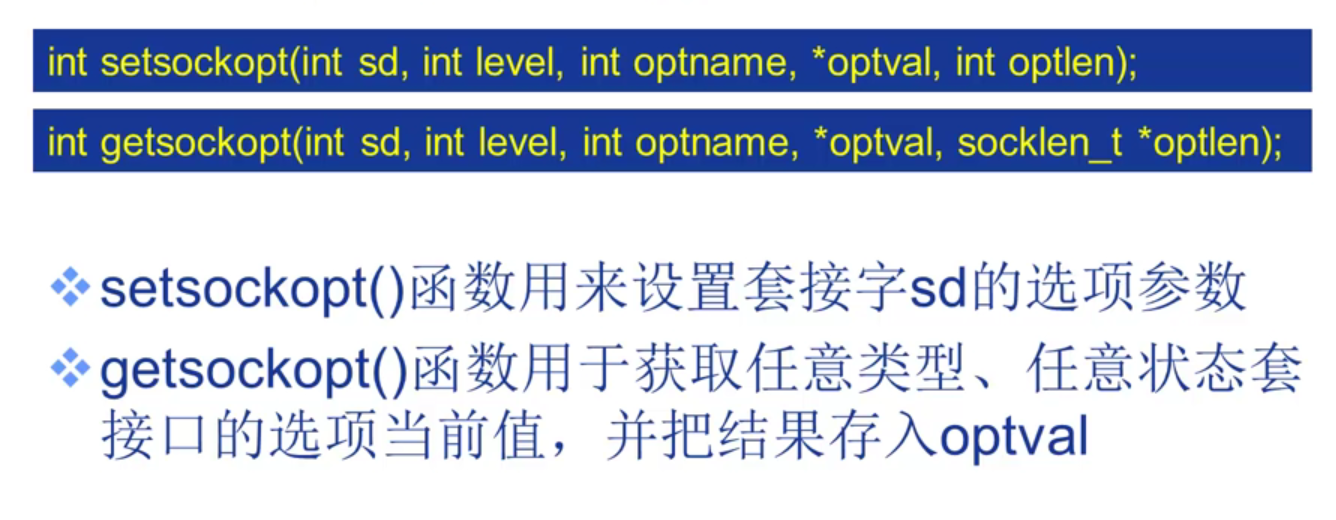 int setsockopt(int sd, int level, int optname, *optval, int optlen);
int getsockopt(int sd, int level, int optname, *optval, socklen_t *optlen);
setsockopt()函数用来设置套接字sd的选项参数
getsockopt()函数用于获取任意类型、任意状态套
接口的选项当前值，并把结果存入optval